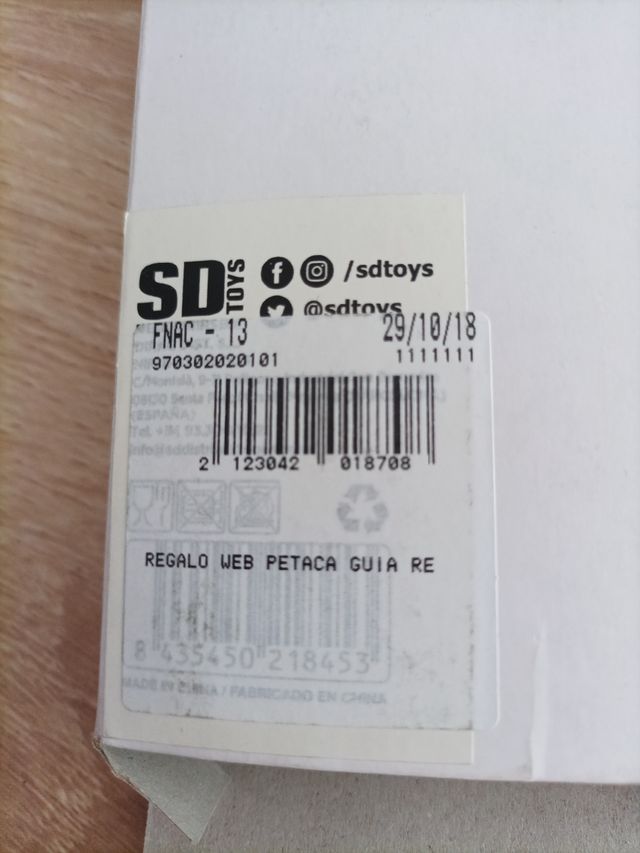 SD TOYS
/sdtoys
@sdtoys
FNAC - 13 29/10/18
970302020101 1111111
(ESPAÑA)
2 123042 018708
REGALO WEB PETACA GUIA RE
8 435450 218453
MADE IN CHINA / FABRICADO EN CHINA